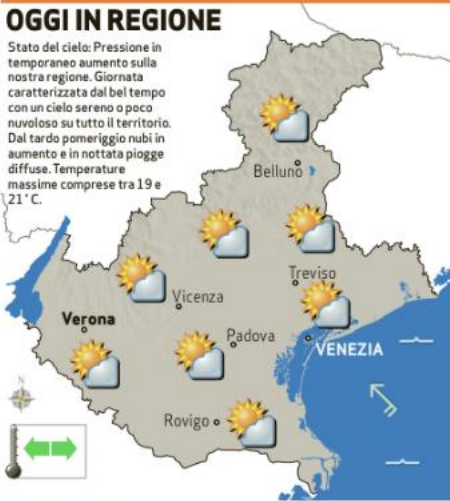 OGGI IN REGIONE
Stato del cielo: Pressione in
temporaneo aumento sulla
nostra regione. Giornata
caratterizzata dal bel tempo
con un cielo sereno o poco
nuvoloso su tutto il territorio.
Dal tardo pomeriggio nubi in
aumento e in nottata piogge
diffuse. Temperature
massime comprese tra 19 e
21°C.
Belluno
Treviso
Vicenza
Verona
Padova
VENEZIA
Rovigo
N